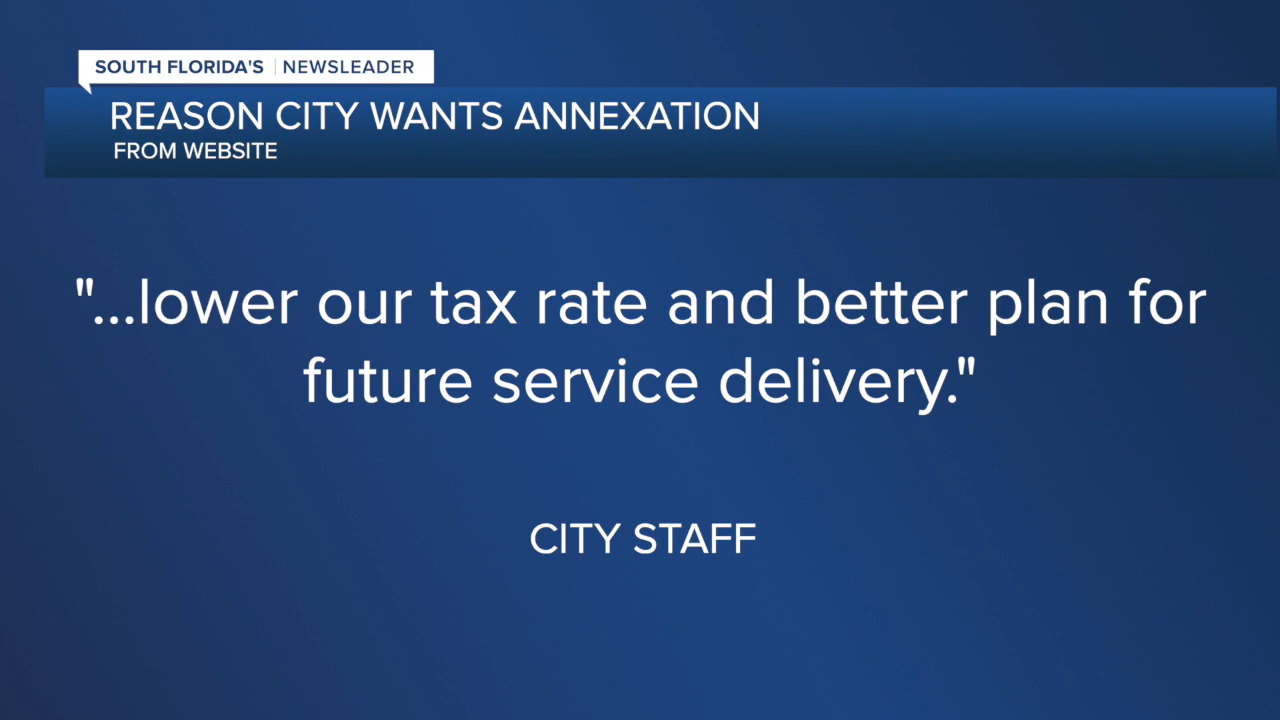 SOUTH FLORIDA'S | NEWSLEADER
REASON CITY WANTS ANNEXATION
FROM WEBSITE
"...lower our tax rate and better plan for
future service delivery."
CITY STAFF